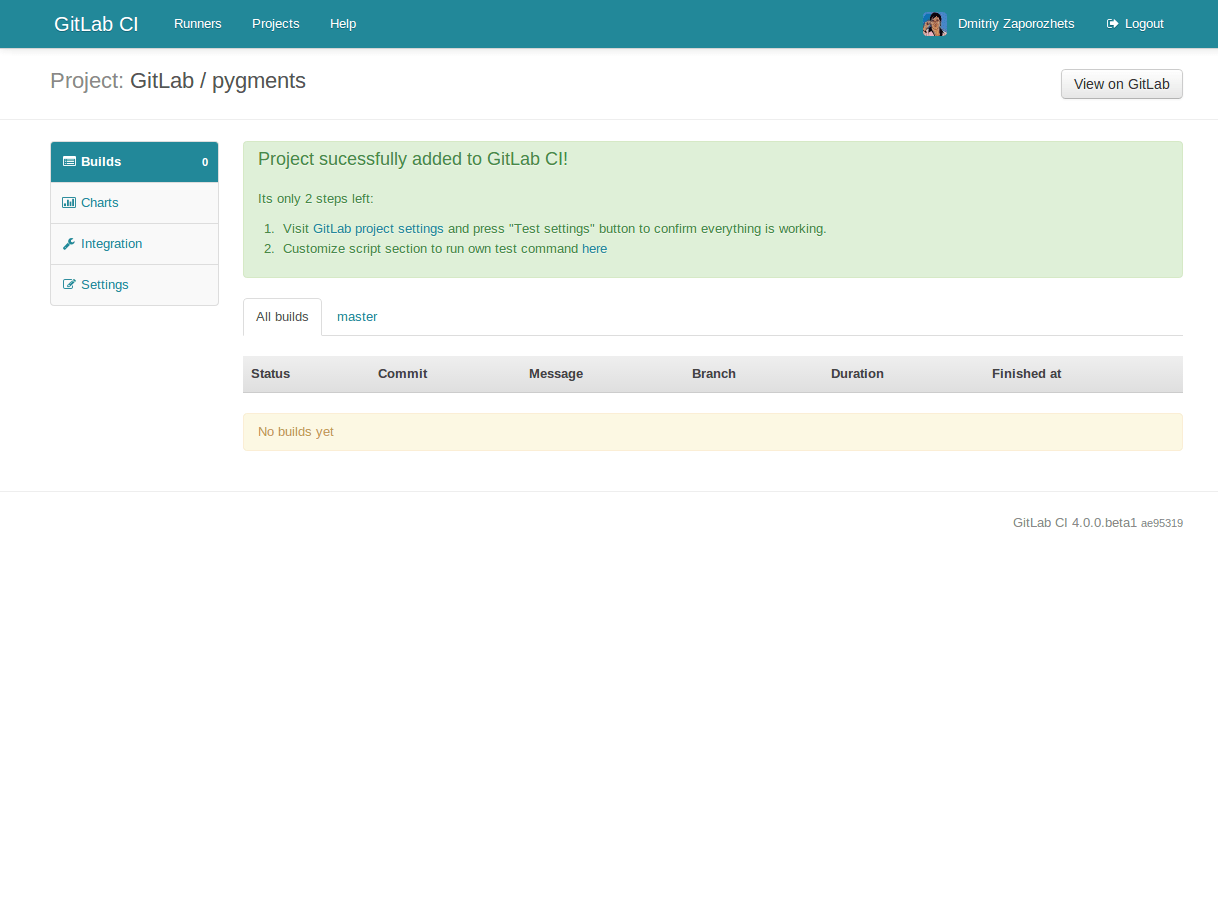 GitLab CI Runners Projects Help Dmitriy Zaporozhets Logout
Project: GitLab / pygments
View on GitLab
Builds 0
Charts
Integration
Settings
Project sucessfully added to GitLab CI!
Its only 2 steps left:
1. Visit GitLab project settings and press "Test settings" button to confirm everything is working.
2. Customize script section to run own test command here
All builds master
Status Commit Message Branch Duration Finished at
No builds yet
GitLab CI 4.0.0.beta1 ae95319